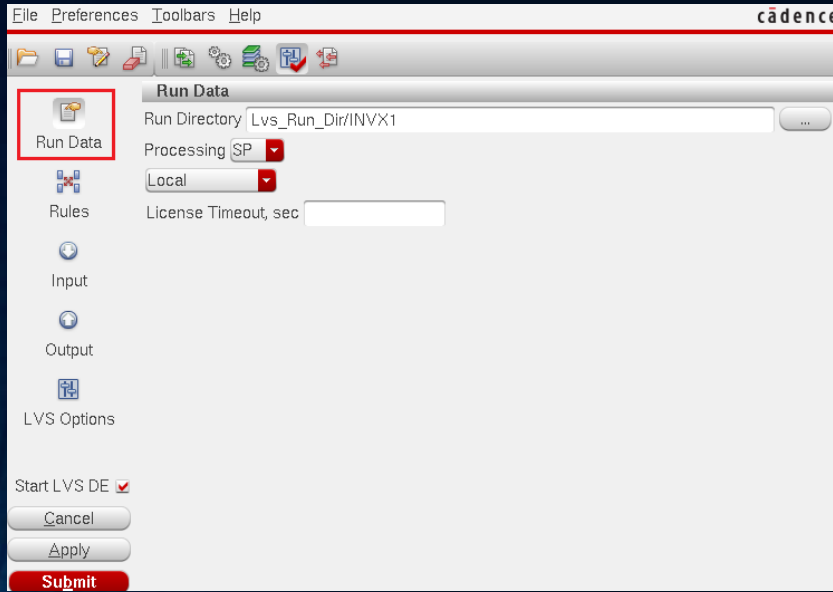 File Preferences Toolbars Help cādence
Run Data
Run Directory Lvs_Run_Dir/INVX1 ...
Run Data
Processing SP
Local
Rules
License Timeout, sec
Input
Output
LVS Options
Start LVS DE
Cancel
Apply
Submit